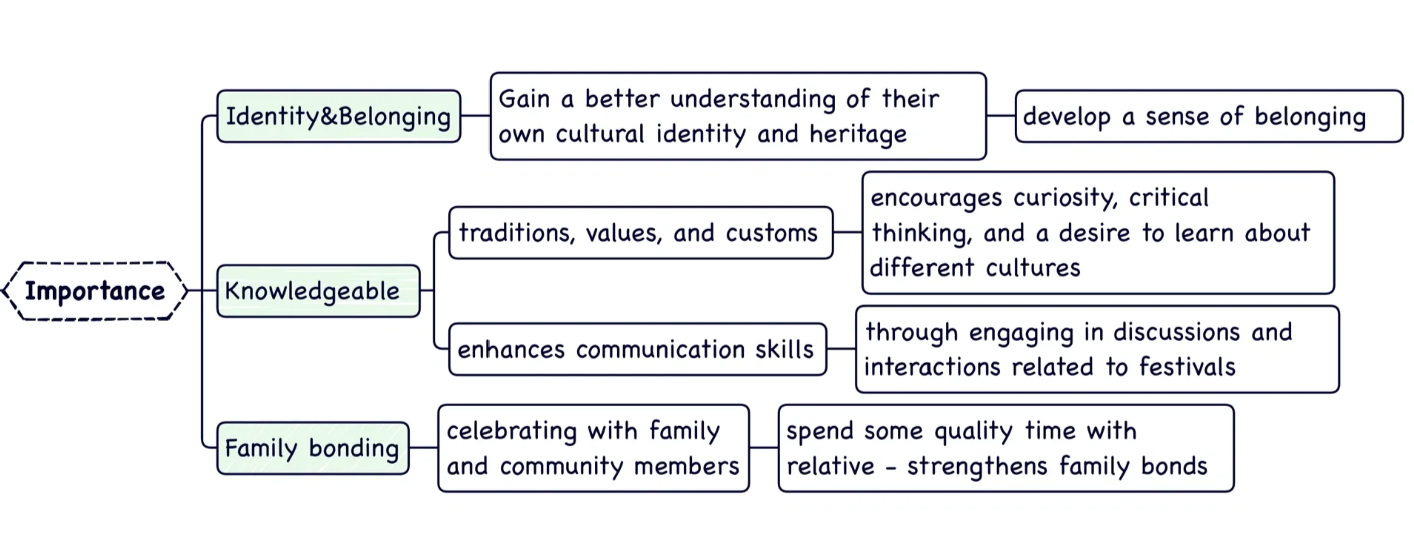 Importance
Identity&Belonging
Gain a better understanding of their
own cultural identity and heritage
develop a sense of belonging
Knowledgeable
traditions, values, and customs
encourages curiosity, critical
thinking, and a desire to learn about
different cultures
enhances communication skills
through engaging in discussions and
interactions related to festivals
Family bonding
celebrating with family
and community members
spend some quality time with
relative - strengthens family bonds